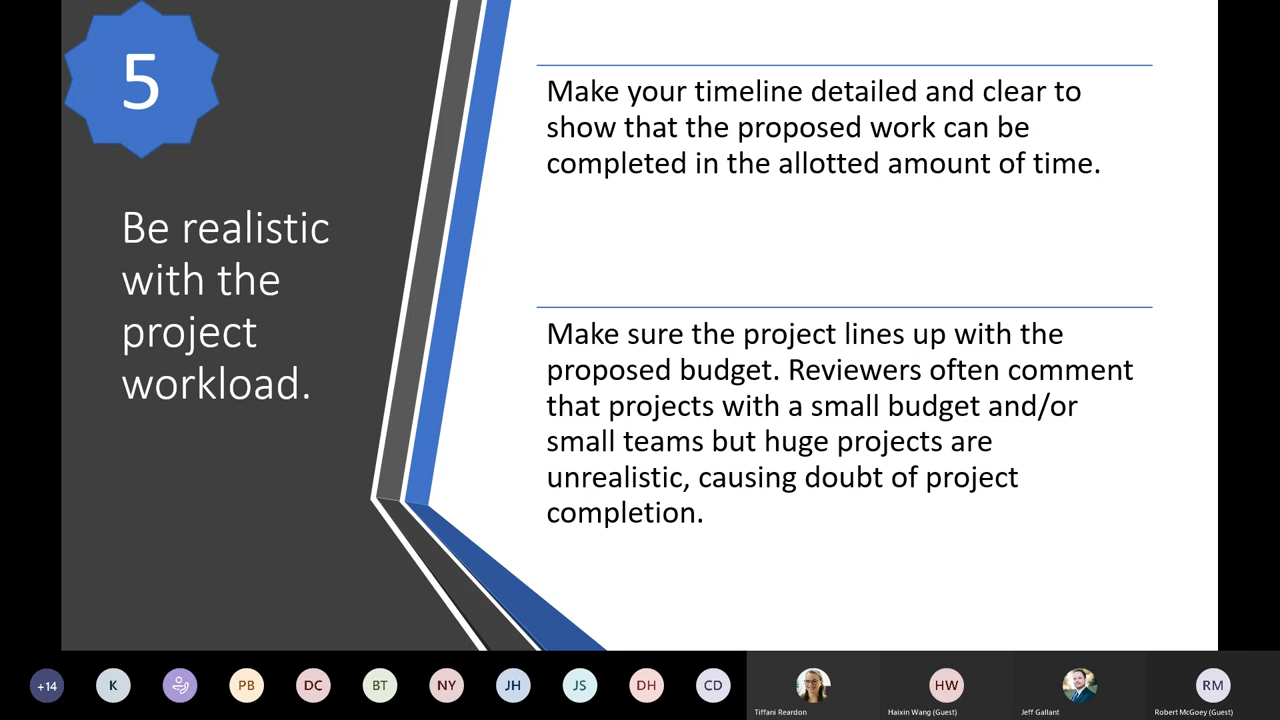 5
Be realistic
with the
project
workload.
Make your timeline detailed and clear to
show that the proposed work can be
completed in the allotted amount of time.
Make sure the project lines up with the
proposed budget. Reviewers often comment
that projects with a small budget and/or
small teams but huge projects are
unrealistic, causing doubt of project
completion.
+14
K
PB
DC
BT
NY
JH
JS
DH
CD
Tiffani Reardon
HW
Haixin Wang (Guest)
Jeff Gallant
RM
Robert McGoey (Guest)